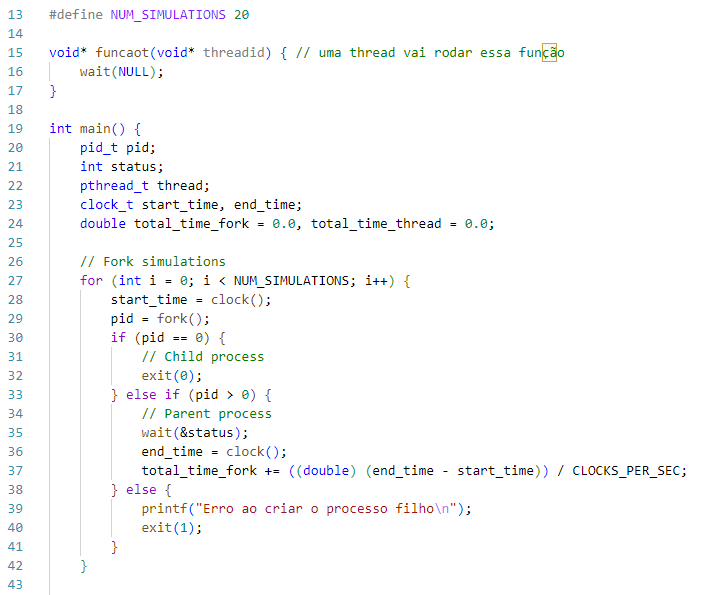 13 #define NUM_SIMULATIONS 20
14
15 void* funcaot(void* threadid) { // uma thread vai rodar essa função
16 wait(NULL);
17 }
18
19 int main() {
20 pid_t pid;
21 int status;
22 pthread_t thread;
23 clock_t start_time, end_time;
24 double total_time_fork = 0.0, total_time_thread = 0.0;
25
26 // Fork simulations
27 for (int i = 0; i < NUM_SIMULATIONS; i++) {
28 start_time = clock();
29 pid = fork();
30 if (pid == 0) {
31 // Child process
32 exit(0);
33 } else if (pid > 0) {
34 // Parent process
35 wait(&status);
36 end_time = clock();
37 total_time_fork += ((double) (end_time - start_time)) / CLOCKS_PER_SEC;
38 } else {
39 printf("Erro ao criar o processo filho\n");
40 exit(1);
41 }
42 }
43